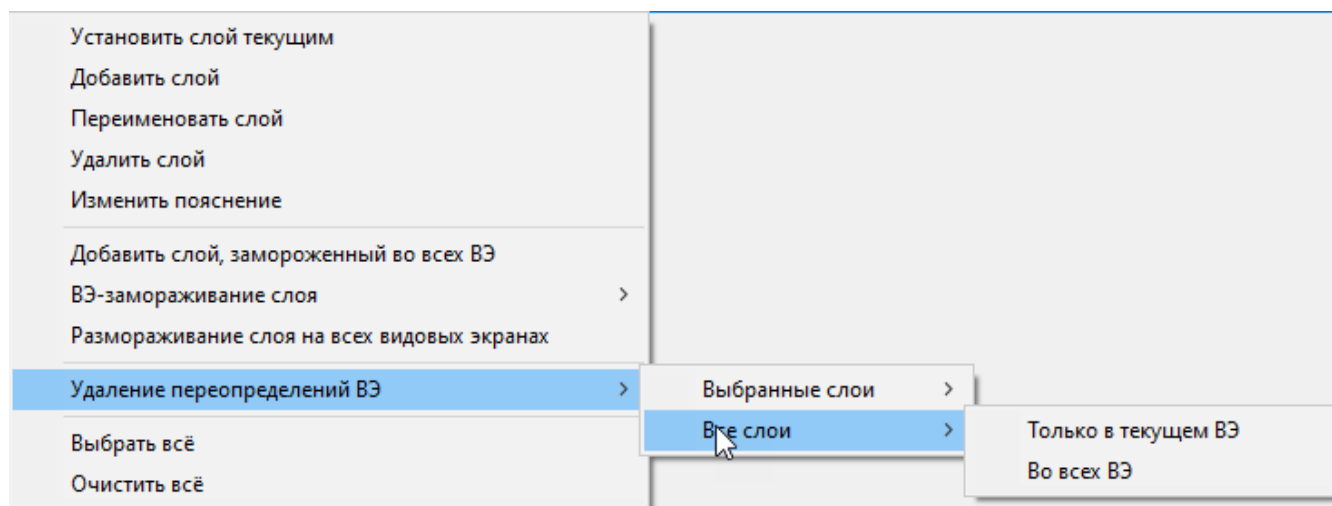 Установить слой текущим
Добавить слой
Переименовать слой
Удалить слой
Изменить пояснение
Добавить слой, замороженный во всех ВЭ
ВЭ-замораживание слоя
Размораживание слоя на всех видовых экранах
Удаление переопределений ВЭ
Выбранные слои
Все слои
Только в текущем ВЭ
Во всех ВЭ
Выбрать всё
Очистить всё